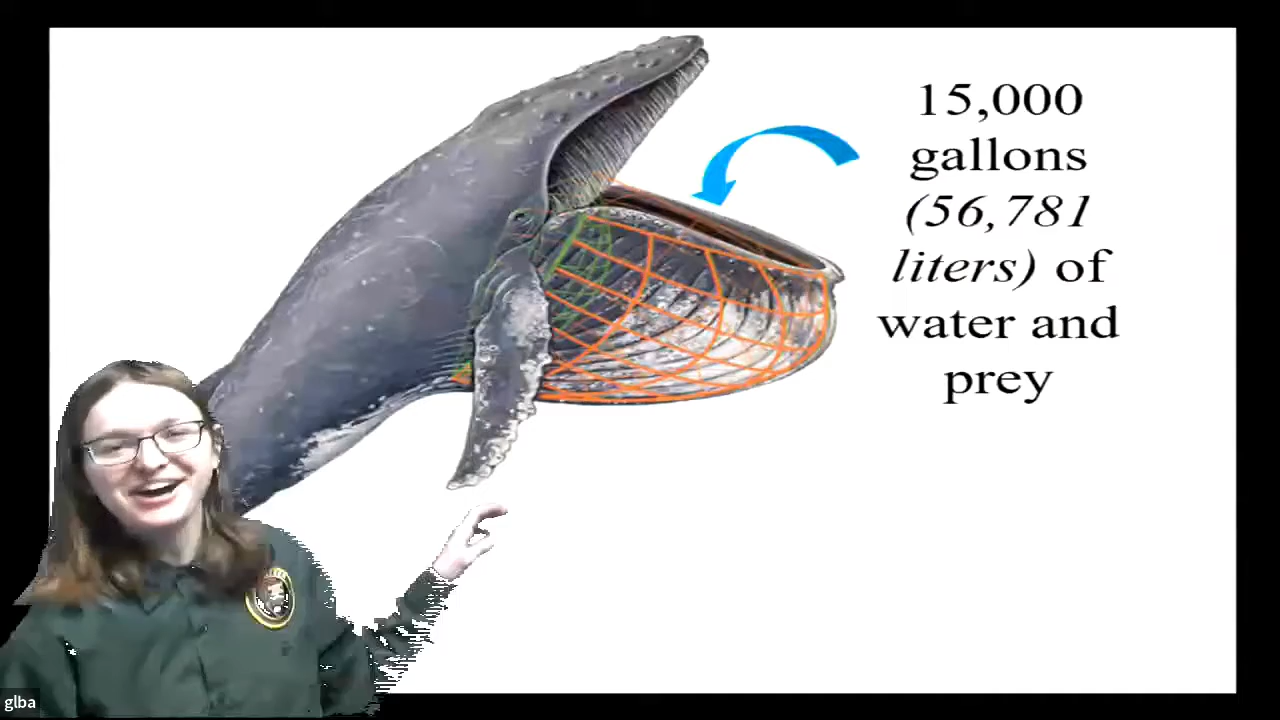 15,000
gallons
(56,781
liters) of
water and
prey
glba